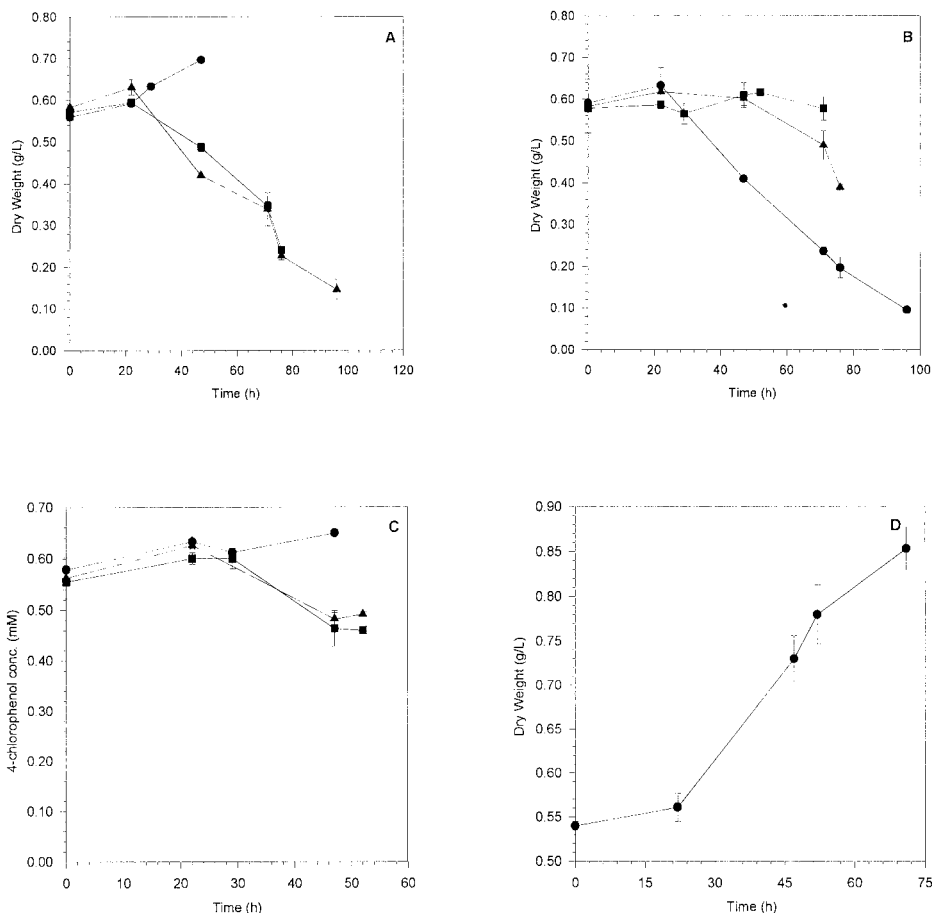 A
Dry Weight (g/L)
0.80
0.70
0.60
0.50
0.40
0.30
0.20
0.10
0.00
0 20 40 60 80 100 120
Time (h)
B
Dry Weight (g/L)
0.80
0.70
0.60
0.50
0.40
0.30
0.20
0.10
0.00
0 20 40 60 80 100
Time (h)
C
4-chlorophenol conc. (mM)
0.70
0.60
0.50
0.40
0.30
0.20
0.10
0.00
0 10 20 30 40 50 60
Time (h)
D
Dry Weight (g/L)
0.90
0.85
0.80
0.75
0.70
0.65
0.60
0.55
0.50
0 15 30 45 60 75
Time (h)